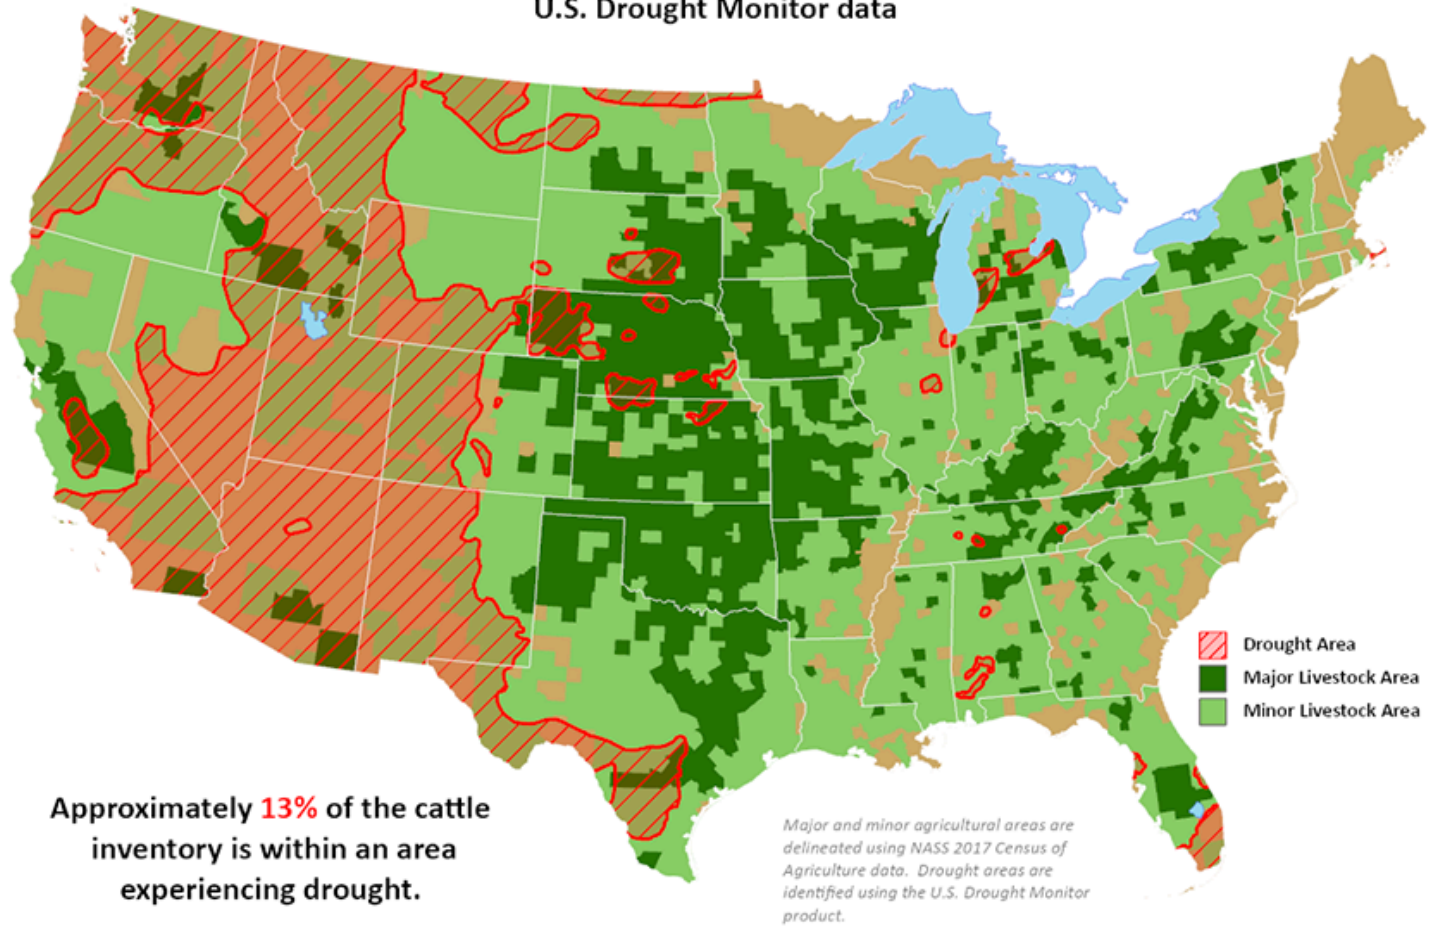 U.S. Drought Monitor data
Drought Area
Major Livestock Area
Minor Livestock Area
Approximately 13% of the cattle
inventory is within an area
experiencing drought.
Major and minor agricultural areas are
delineated using NASS 2017 Census of
Agriculture data. Drought areas are
identified using the U.S. Drought Monitor
product.